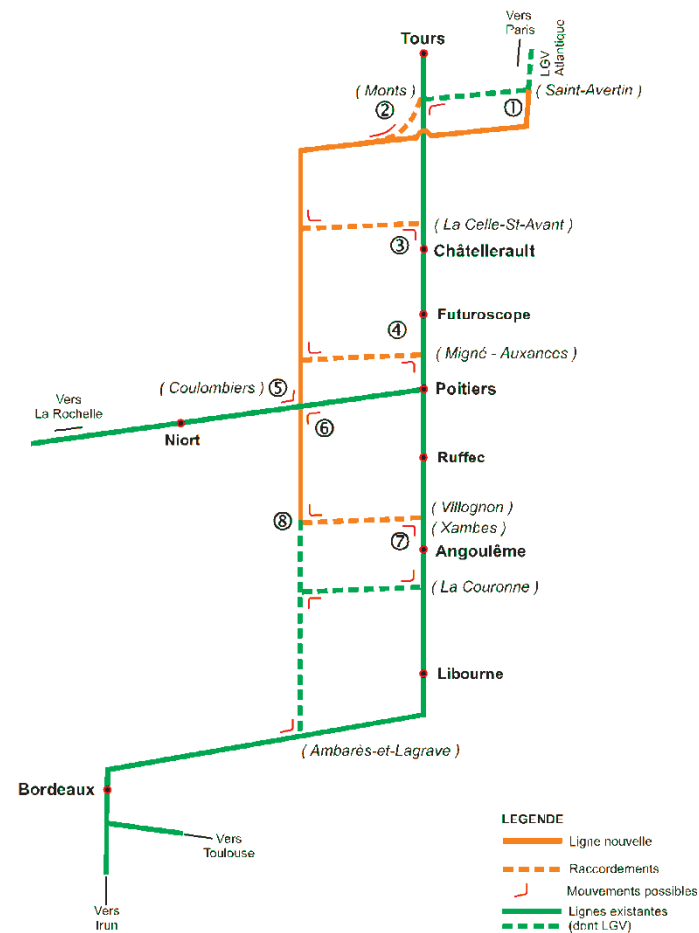 Vers
Paris
Tours
LGV
Atlantique
( Monts )
( Saint-Avertin )
②
①
( La Celle-St-Avant )
③
Châtellerault
Futuroscope
④
( Migné - Auxances )
( Coulombiers ) ⑤
Poitiers
Vers
La Rochelle
⑥
Niort
Ruffec
( Villognon )
⑧
( Xambes )
⑦
Angoulême
( La Couronne )
Libourne
( Ambarès-et-Lagrave )
Bordeaux
Vers
Toulouse
Vers
Irun
LEGENDE
Ligne nouvelle
Raccordements
Mouvements possibles
Lignes existantes
(dont LGV)